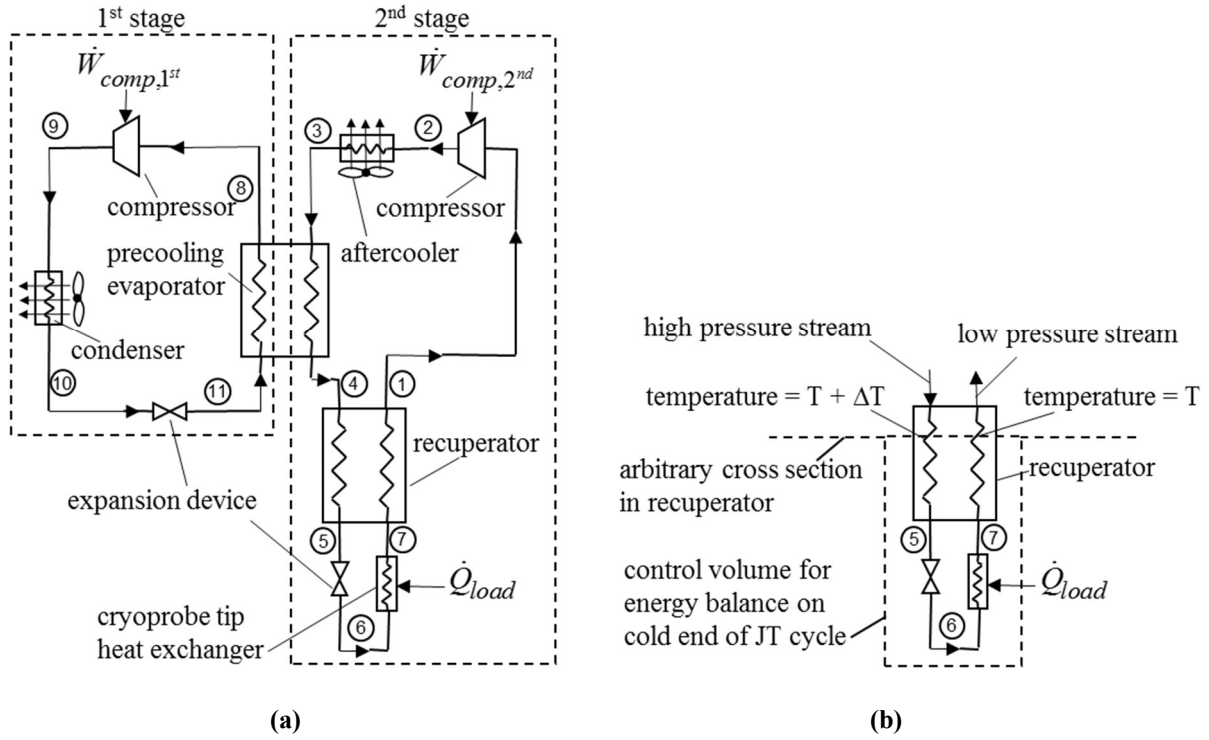 1st stage
2nd stage
Ẇcomp,1st
Ẇcomp,2nd
9
3
2
compressor
8
compressor
precooling
evaporator
aftercooler
condenser
10
11
4
1
recuperator
expansion device
5
7
Q̇load
cryoprobe tip
heat exchanger
6
(a)
high pressure stream
low pressure stream
temperature = T + ΔT
temperature = T
arbitrary cross section
in recuperator
recuperator
5
7
control volume for
energy balance on
cold end of JT cycle
Q̇load
6
(b)